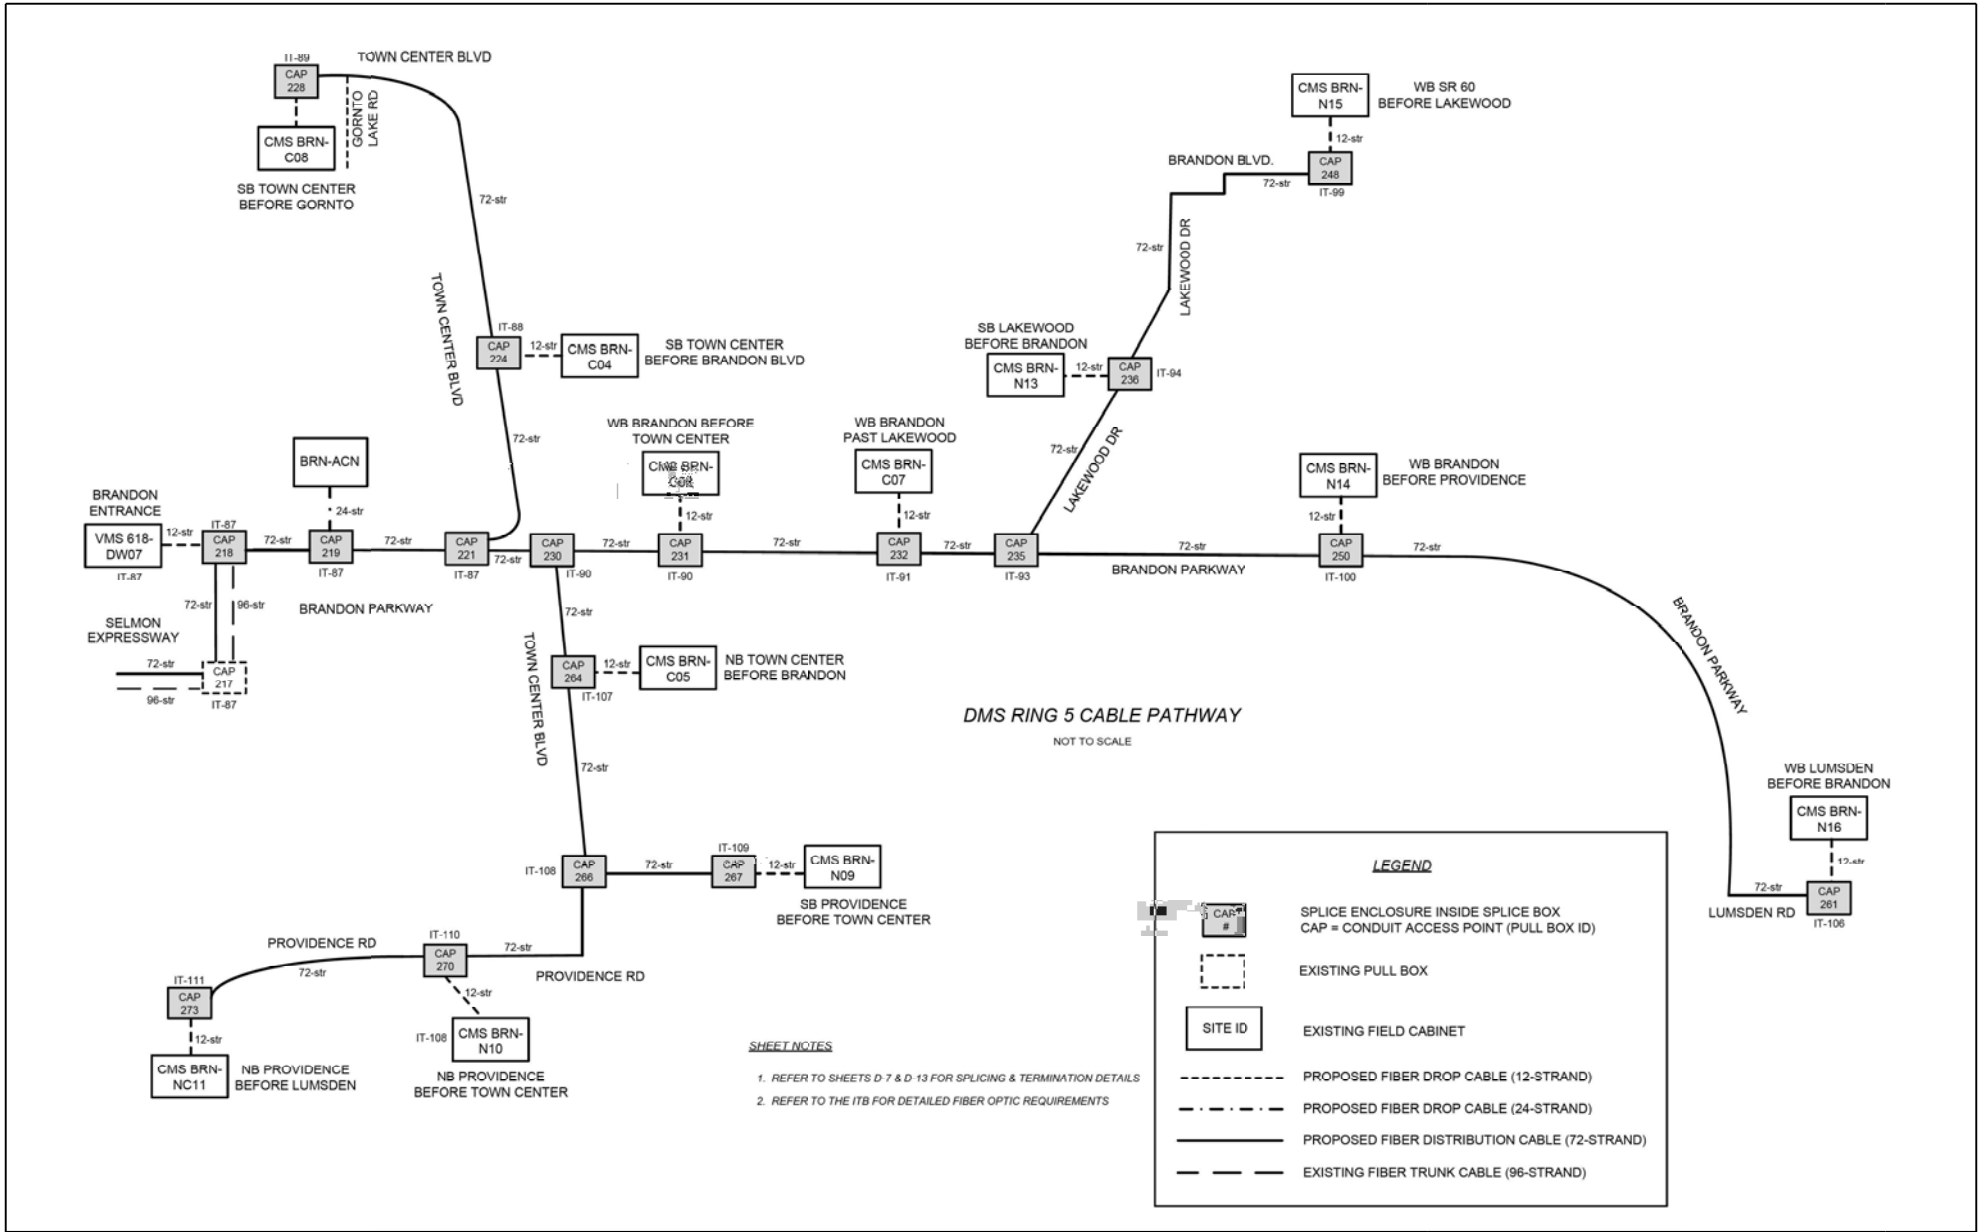 IT-89
TOWN CENTER BLVD
CAP
228
GORNTO
LAKE RD
CMS BRN-
C08
SB TOWN CENTER
BEFORE GORNTO
72-str
TOWN CENTER BLVD
IT-88
CAP
224
12-str
CMS BRN-
C04
SB TOWN CENTER
BEFORE BRANDON BLVD
72-str
CMS BRN-
N15
WB SR 60
BEFORE LAKEWOOD
12-str
BRANDON BLVD.
72-str
CAP
248
IT-99
72-str
LAKEWOOD DR
SB LAKEWOOD
BEFORE BRANDON
CMS BRN-
N13
12-str
CAP
236
IT-94
72-str
LAKEWOOD DR
BRANDON
ENTRANCE
VMS 618-
DW07
IT-87
12-str
IT-87
CAP
218
72-str
BRN-ACN
24-str
CAP
219
IT-87
72-str
CAP
221
IT-87
72-str
CAP
230
IT-90
72-str
WB BRANDON BEFORE
TOWN CENTER
CMS BRN-
12-str
CAP
231
IT-90
72-str
WB BRANDON
PAST LAKEWOOD
CMS BRN-
C07
12-str
CAP
232
IT-91
72-str
CAP
235
IT-93
72-str
BRANDON PARKWAY
CMS BRN-
N14
WB BRANDON
BEFORE PROVIDENCE
12-str
CAP
250
IT-100
72-str
BRANDON PARKWAY
72-str
96-str
BRANDON PARKWAY
SELMON
EXPRESSWAY
72-str
96-str
CAP
217
IT-87
72-str
TOWN CENTER BLVD
CAP
264
IT-107
12-str
CMS BRN-
C05
NB TOWN CENTER
BEFORE BRANDON
72-str
DMS RING 5 CABLE PATHWAY
NOT TO SCALE
WB LUMSDEN
BEFORE BRANDON
CMS BRN-
N16
12-str
72-str
CAP
261
LUMSDEN RD
IT-106
IT-108
CAP
266
72-str
IT-109
CAP
267
12-str
CMS BRN-
N09
SB PROVIDENCE
BEFORE TOWN CENTER
PROVIDENCE RD
72-str
IT-110
CAP
270
72-str
PROVIDENCE RD
IT-111
CAP
273
12-str
CMS BRN-
NC11
NB PROVIDENCE
BEFORE LUMSDEN
12-str
IT-108
CMS BRN-
N10
NB PROVIDENCE
BEFORE TOWN CENTER
SHEET NOTES
1. REFER TO SHEETS D-7 & D-13 FOR SPLICING & TERMINATION DETAILS
2. REFER TO THE ITB FOR DETAILED FIBER OPTIC REQUIREMENTS
LEGEND
CAP
#
SPLICE ENCLOSURE INSIDE SPLICE BOX
CAP = CONDUIT ACCESS POINT (PULL BOX ID)
EXISTING PULL BOX
SITE ID
EXISTING FIELD CABINET
PROPOSED FIBER DROP CABLE (12-STRAND)
PROPOSED FIBER DROP CABLE (24-STRAND)
PROPOSED FIBER DISTRIBUTION CABLE (72-STRAND)
EXISTING FIBER TRUNK CABLE (96-STRAND)